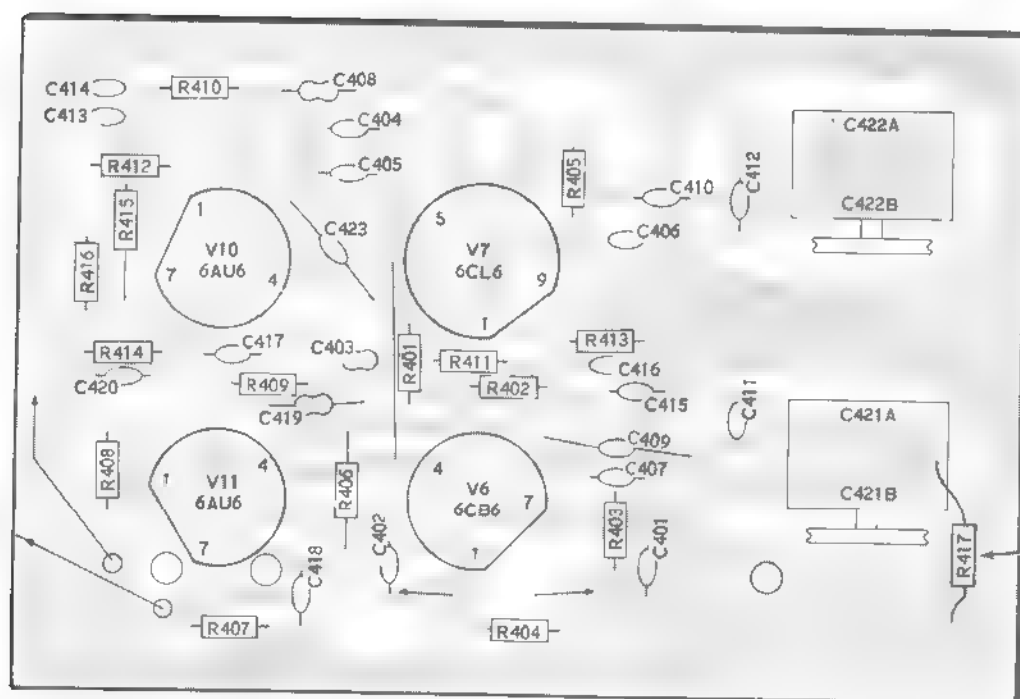 C414
R410
C408
C413
C404
R412
C405
R405
C410
C412
C422A
C422B
R415
1
V10
6AU6
7
4
C423
5
V7
6CL6
9
1
C406
R416
R414
C420
C417
C403
R401
R411
R402
R413
C416
C415
R409
C419
C411
C421A
C421B
R408
1
V11
6AU6
4
7
R406
4
V6
6CB6
7
1
C409
C407
R403
C402
C401
R417
C418
R407
R404